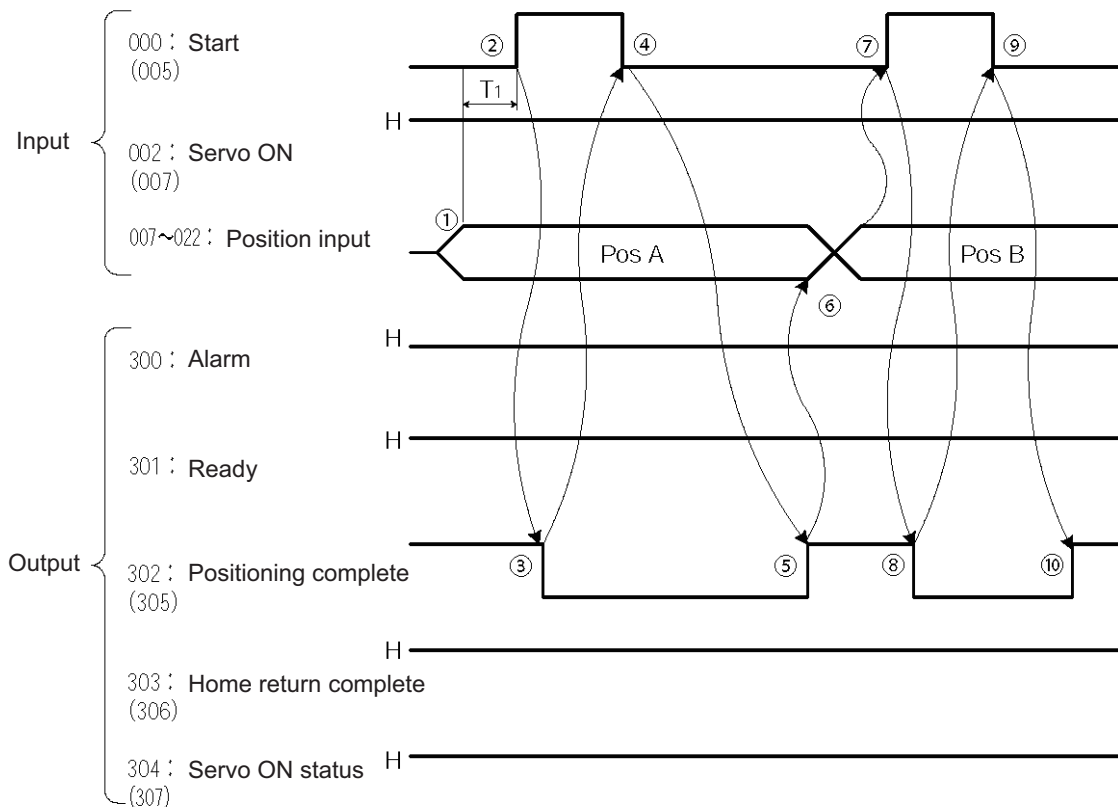 Input
000： Start
(005)
002： Servo ON
(007)
007~022： Position input
Output
300： Alarm
301： Ready
302： Positioning complete
(305)
303： Home return complete
(306)
304： Servo ON status
(307)
② ④ ⑦ ⑨
T1
H
①
Pos A
Pos B
⑥
H
H
③ ⑤ ⑧ ⑩
H
H